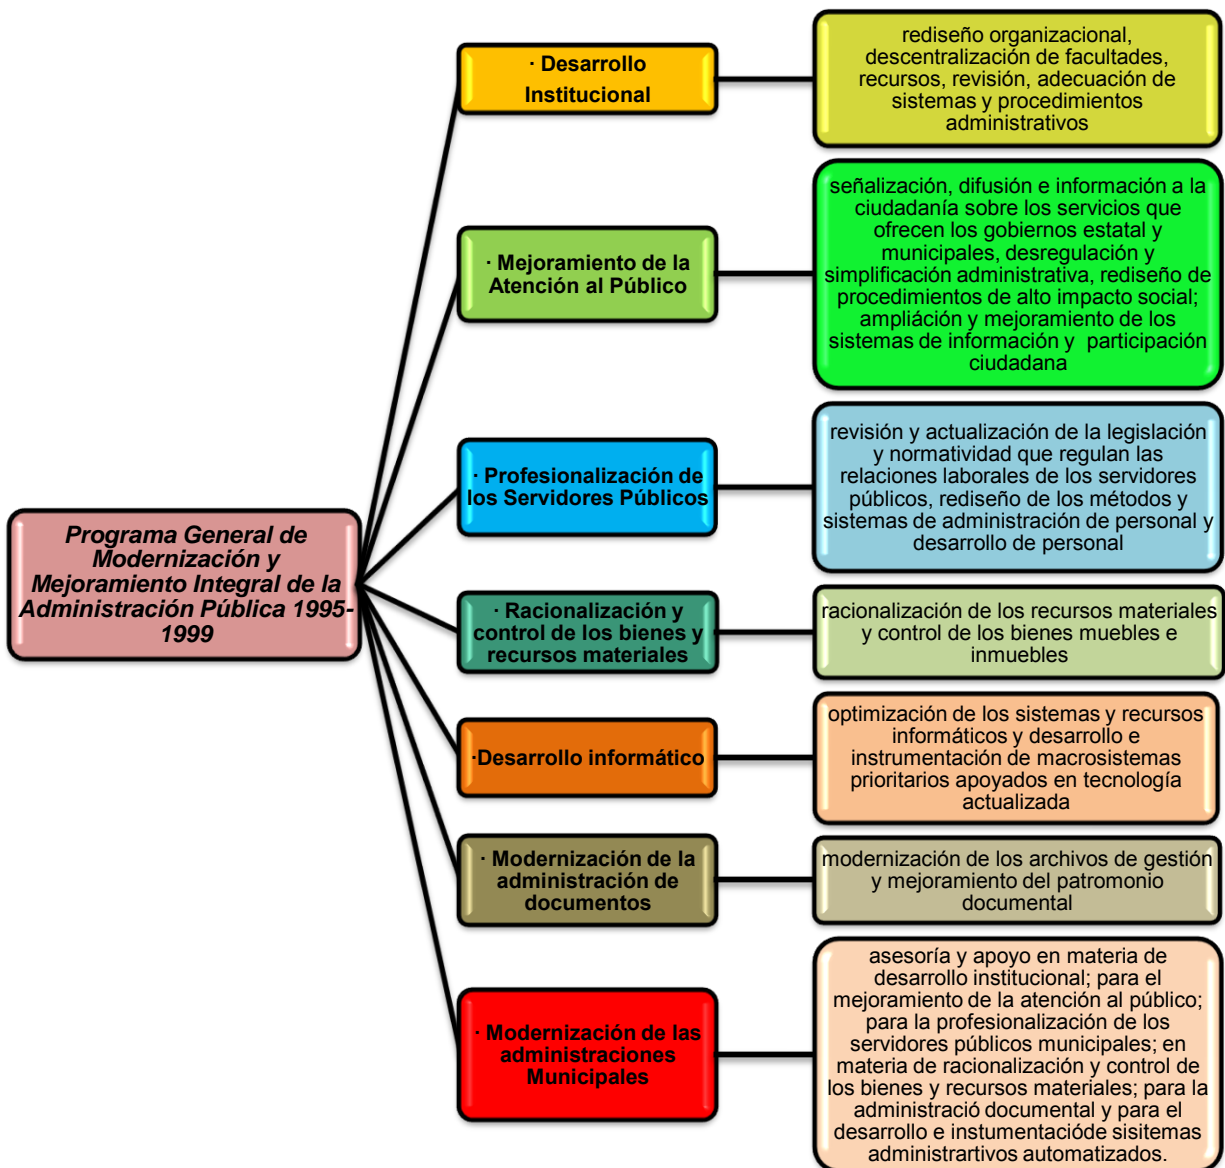 Programa General de
Modernización y
Mejoramiento Integral de la
Administración Pública 1995-
1999
· Desarrollo
Institucional
rediseño organizacional,
descentralización de facultades,
recursos, revisión, adecuación de
sistemas y procedimientos
administrativos
· Mejoramiento de la
Atención al Público
señalización, difusión e información a la
ciudadanía sobre los servicios que
ofrecen los gobiernos estatal y
municipales, desregulación y
simplificación administrativa, rediseño de
procedimientos de alto impacto social;
ampliáción y mejoramiento de los
sistemas de información y participación
ciudadana
· Profesionalización de
los Servidores Públicos
revisión y actualización de la legislación
y normatividad que regulan las
relaciones laborales de los servidores
públicos, rediseño de los métodos y
sistemas de administración de personal y
desarrollo de personal
· Racionalización y
control de los bienes y
recursos materiales
racionalización de los recursos materiales
y control de los bienes muebles e
inmuebles
·Desarrollo informático
optimización de los sistemas y recursos
informáticos y desarrollo e
instrumentación de macrosistemas
prioritarios apoyados en tecnología
actualizada
· Modernización de la
administración de
documentos
modernización de los archivos de gestión
y mejoramiento del patromonio
documental
· Modernización de las
administraciones
Municipales
asesoría y apoyo en materia de
desarrollo institucional; para el
mejoramiento de la atención al público;
para la profesionalización de los
servidores públicos municipales; en
materia de racionalización y control de
los bienes y recursos materiales; para la
administració documental y para el
desarrollo e instumentacióde sisitemas
administrartivos automatizados.